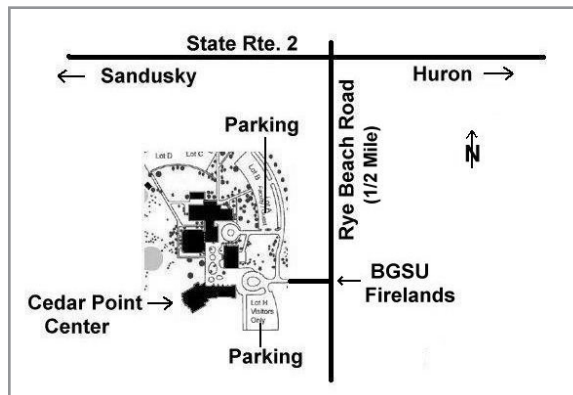 State Rte. 2
Sandusky
Huron
Parking
Rye Beach Road
(1/2 Mile)
N
Lot D
Lot C
Lot B
BGSU
Firelands
Cedar Point
Center
Lot H
Visitors
Only
Parking